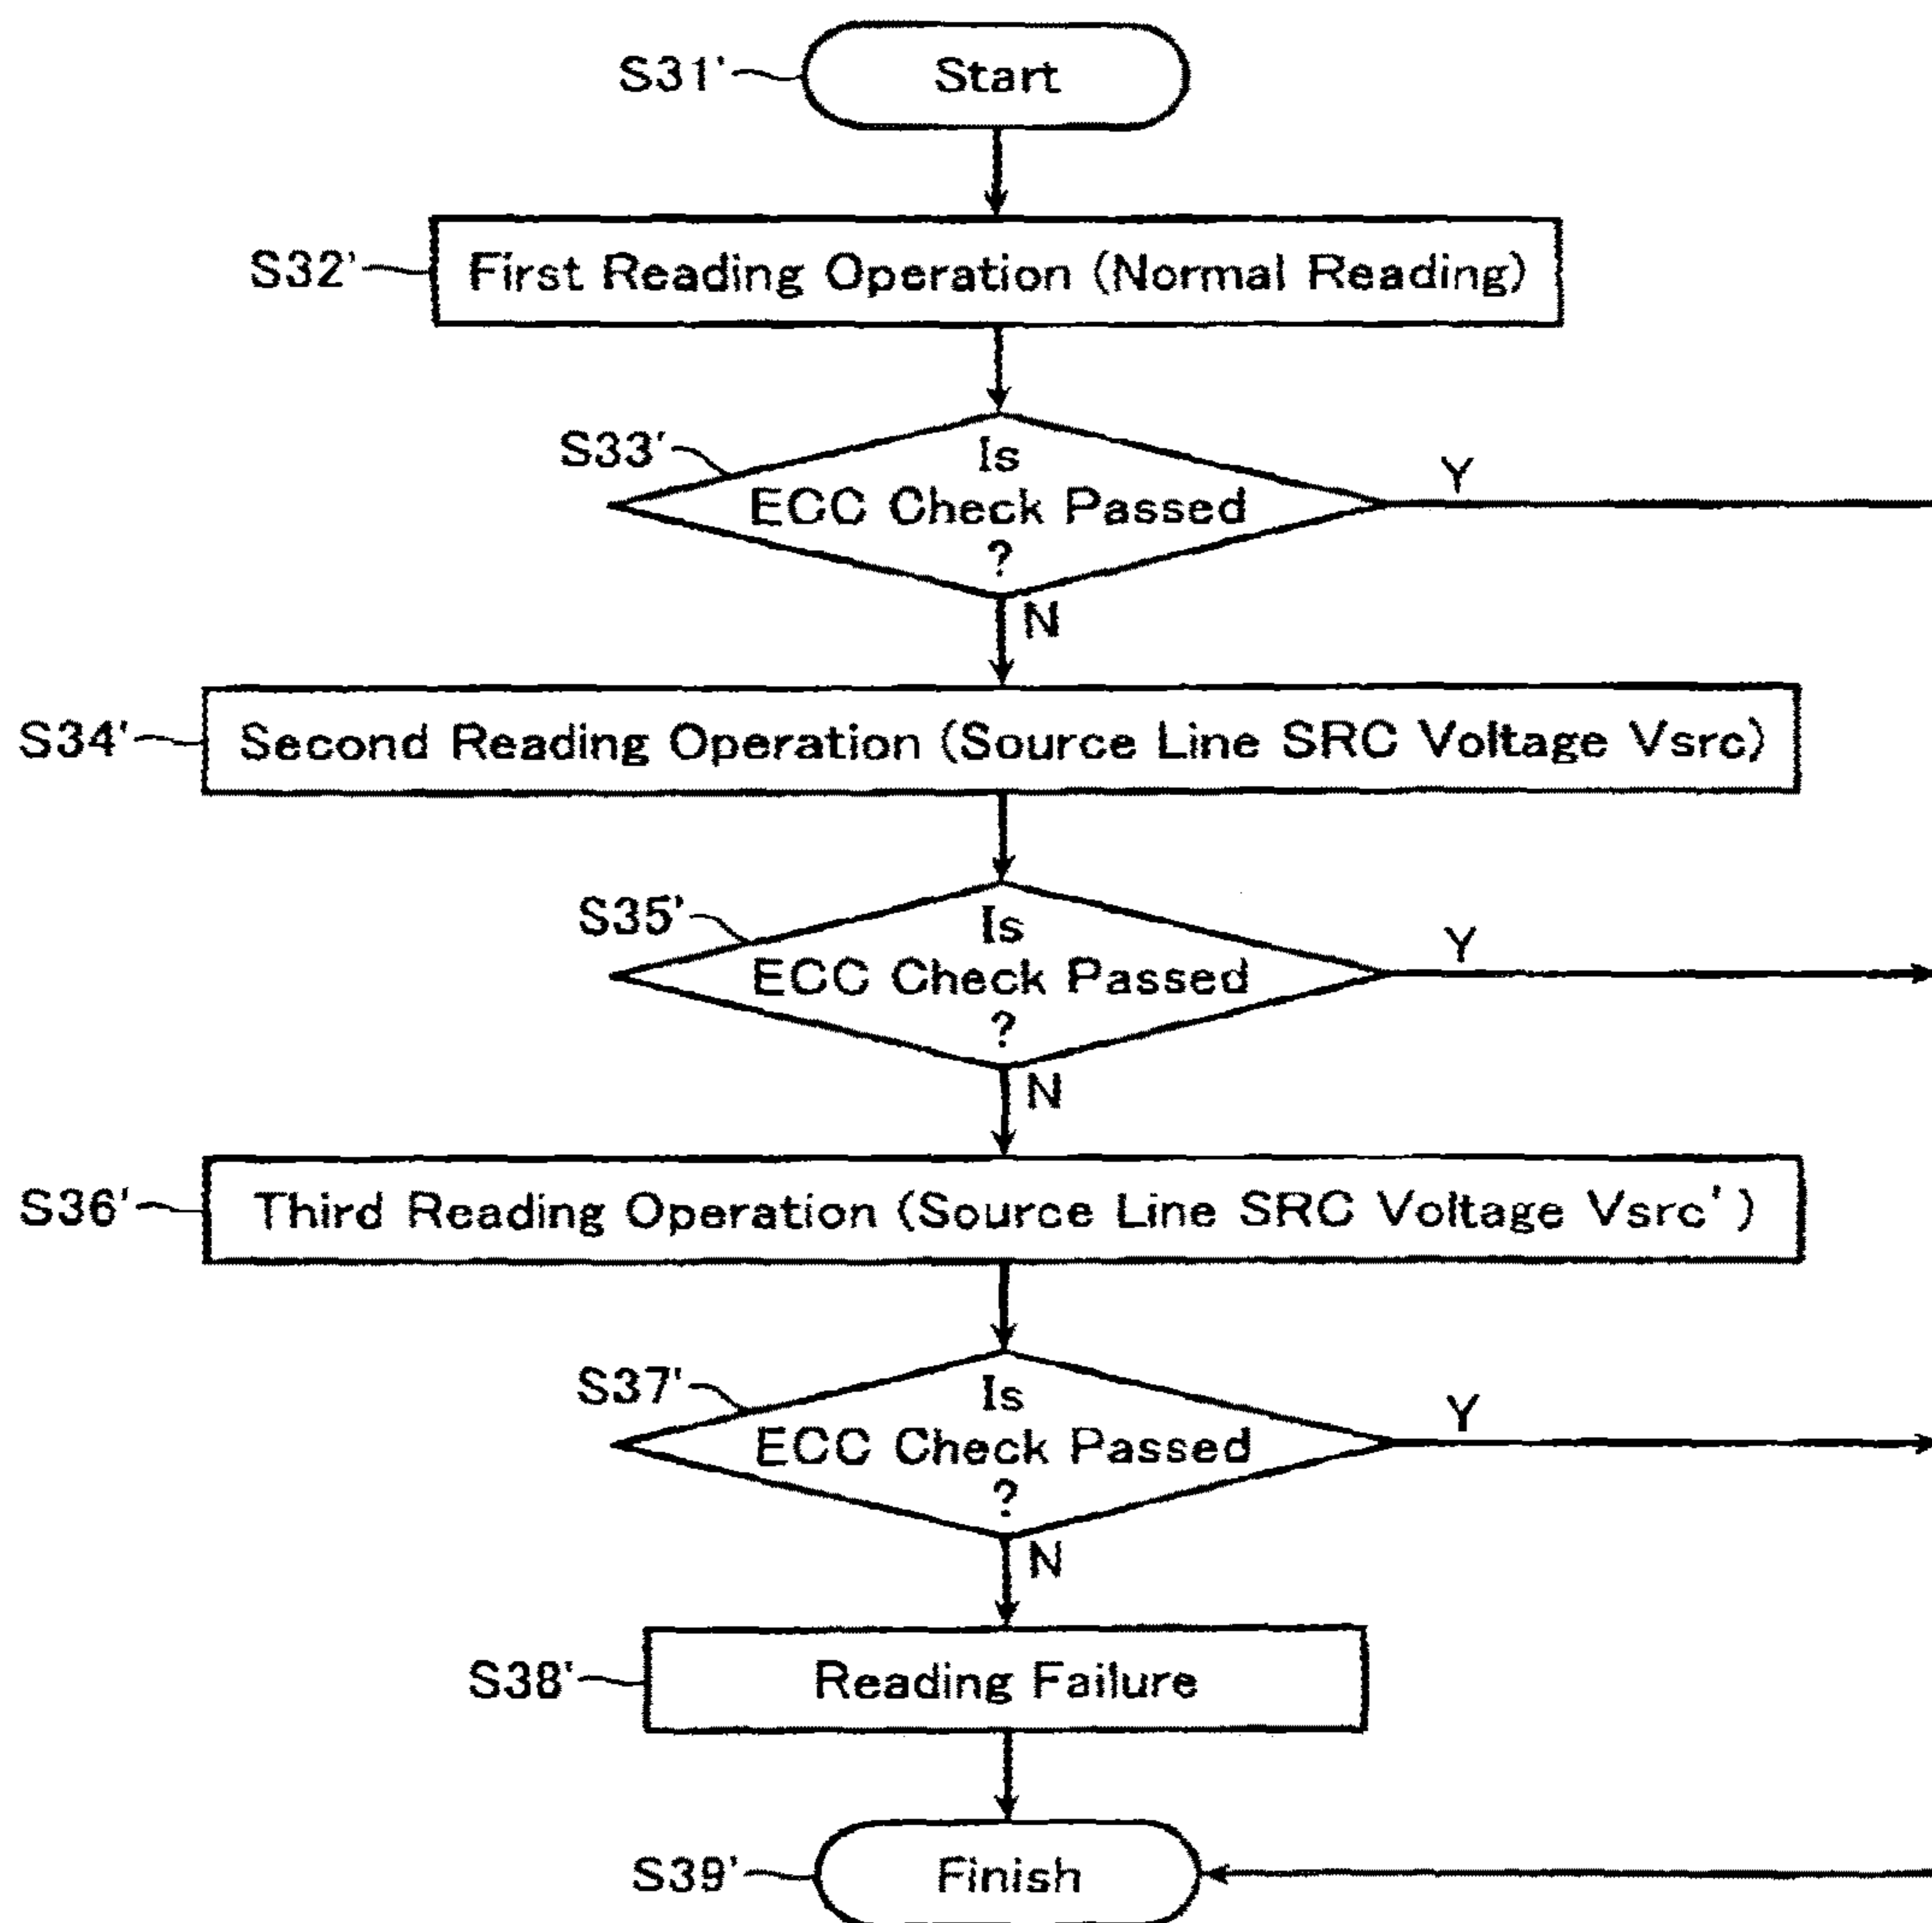 S31'
Start
S32'
First Reading Operation (Normal Reading)
S33'
Is
ECC Check Passed
?
Y
N
S34'
Second Reading Operation (Source Line SRC Voltage Vsrc)
S35'
Is
ECC Check Passed
?
Y
N
S36'
Third Reading Operation (Source Line SRC Voltage Vsrc')
S37'
Is
ECC Check Passed
?
Y
N
S38'
Reading Failure
S39'
Finish